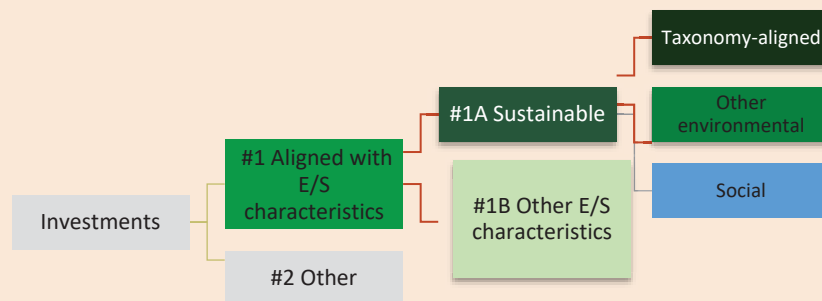 Taxonomy-aligned
#1A Sustainable
Other
environmental
#1 Aligned with
E/S
characteristics
#1B Other E/S
characteristics
Social
Investments
#2 Other